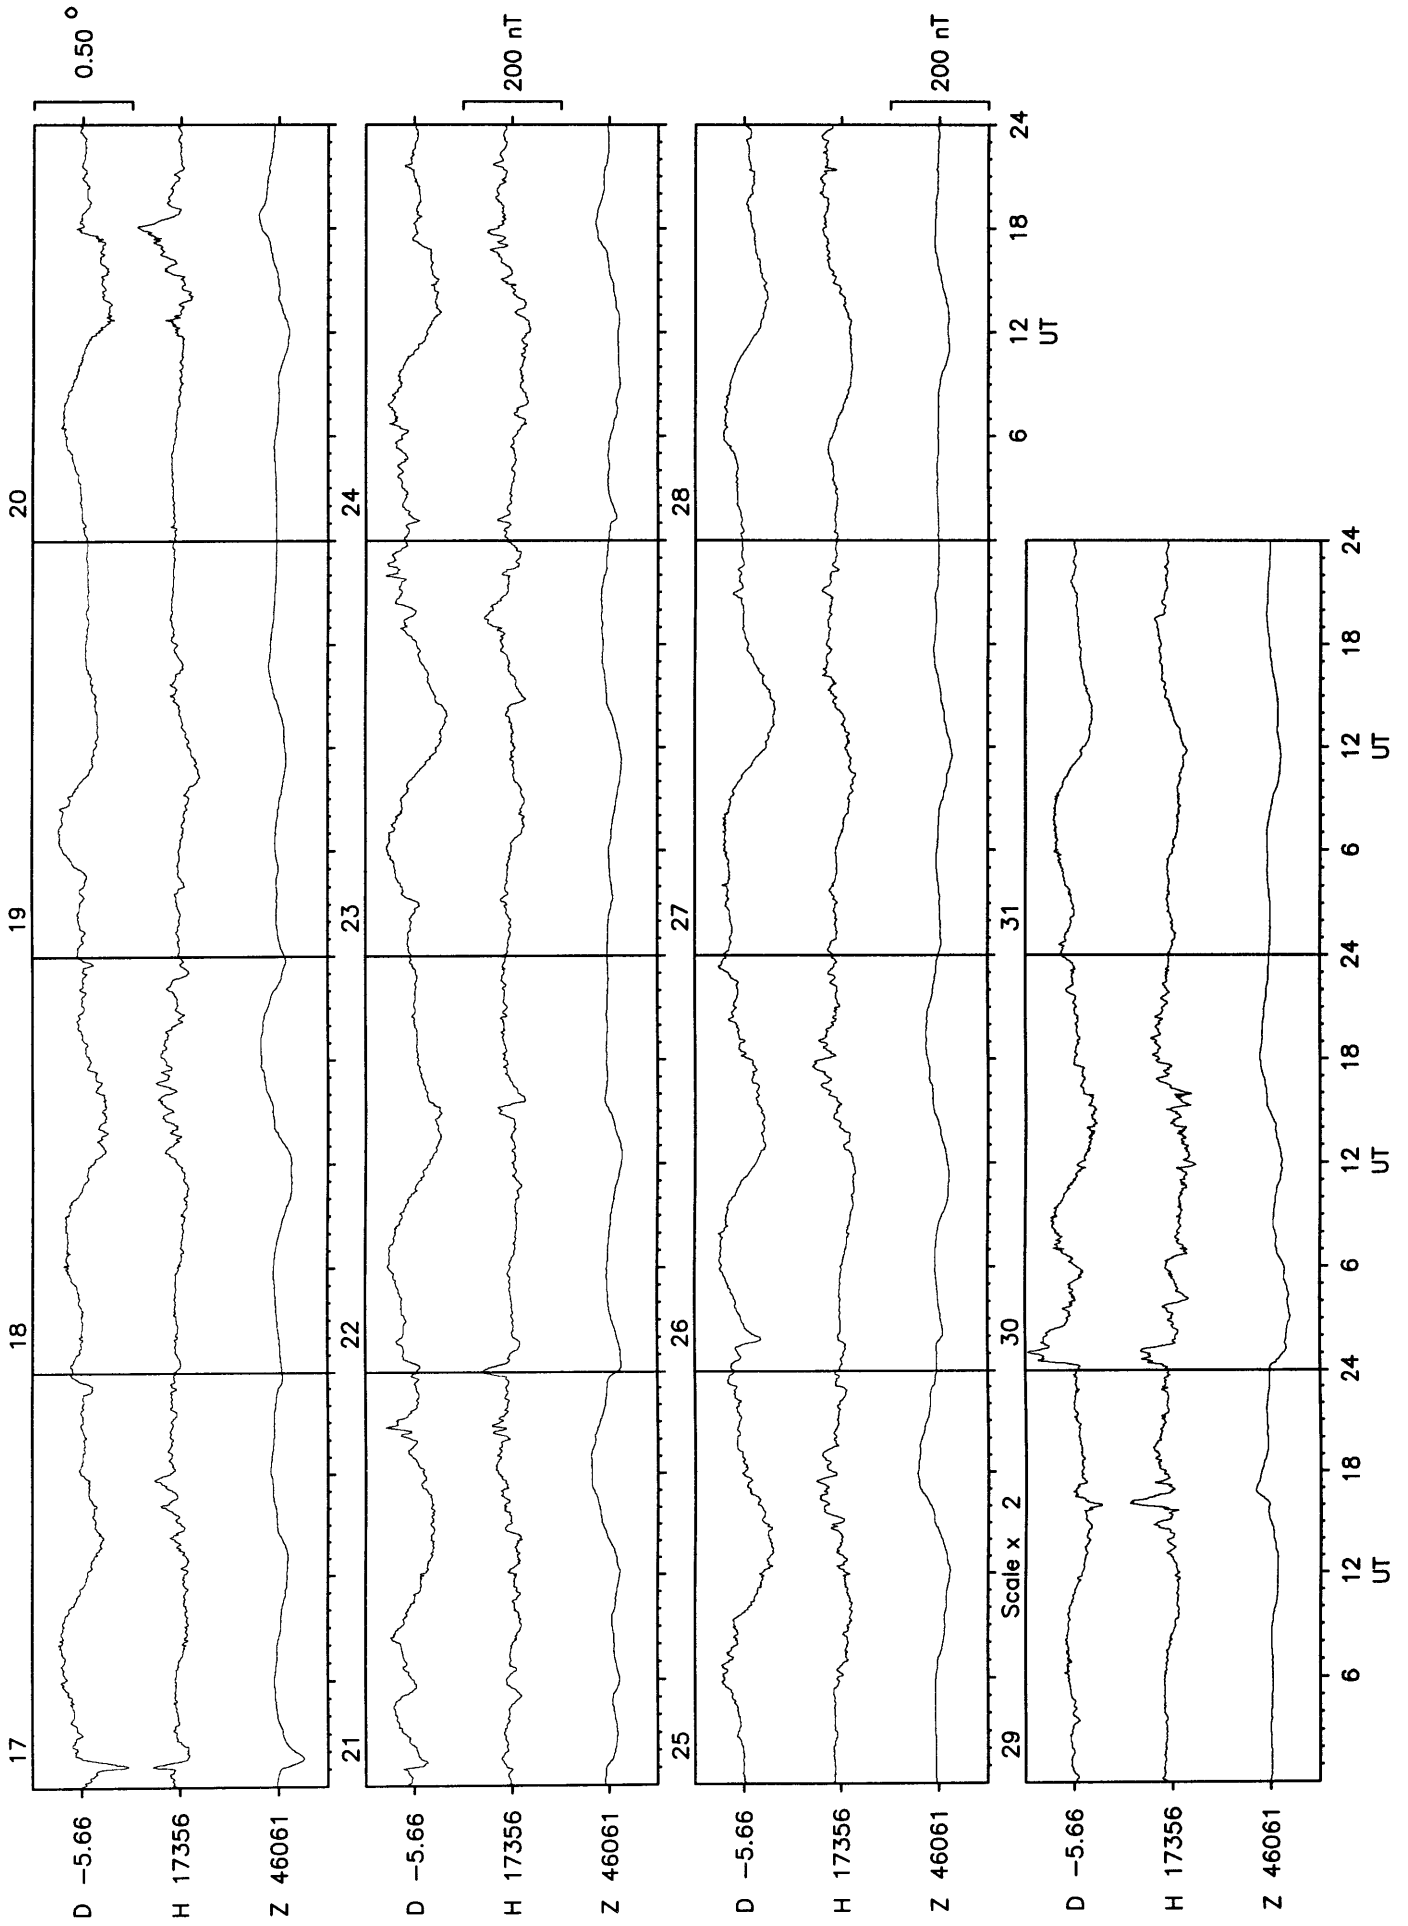 17 18 19 20
D −5.66 0.50 °
H 17356
Z 46061
21 22 23 24
D −5.66
H 17356 200 nT
Z 46061
25 26 27 28
D −5.66
H 17356
Z 46061 200 nT
6 12 18 24
UT
29 Scale x 2 30 31
D −5.66
H 17356
Z 46061
6 12 18 24 6 12 18 24 6 12 18 24
UT UT UT